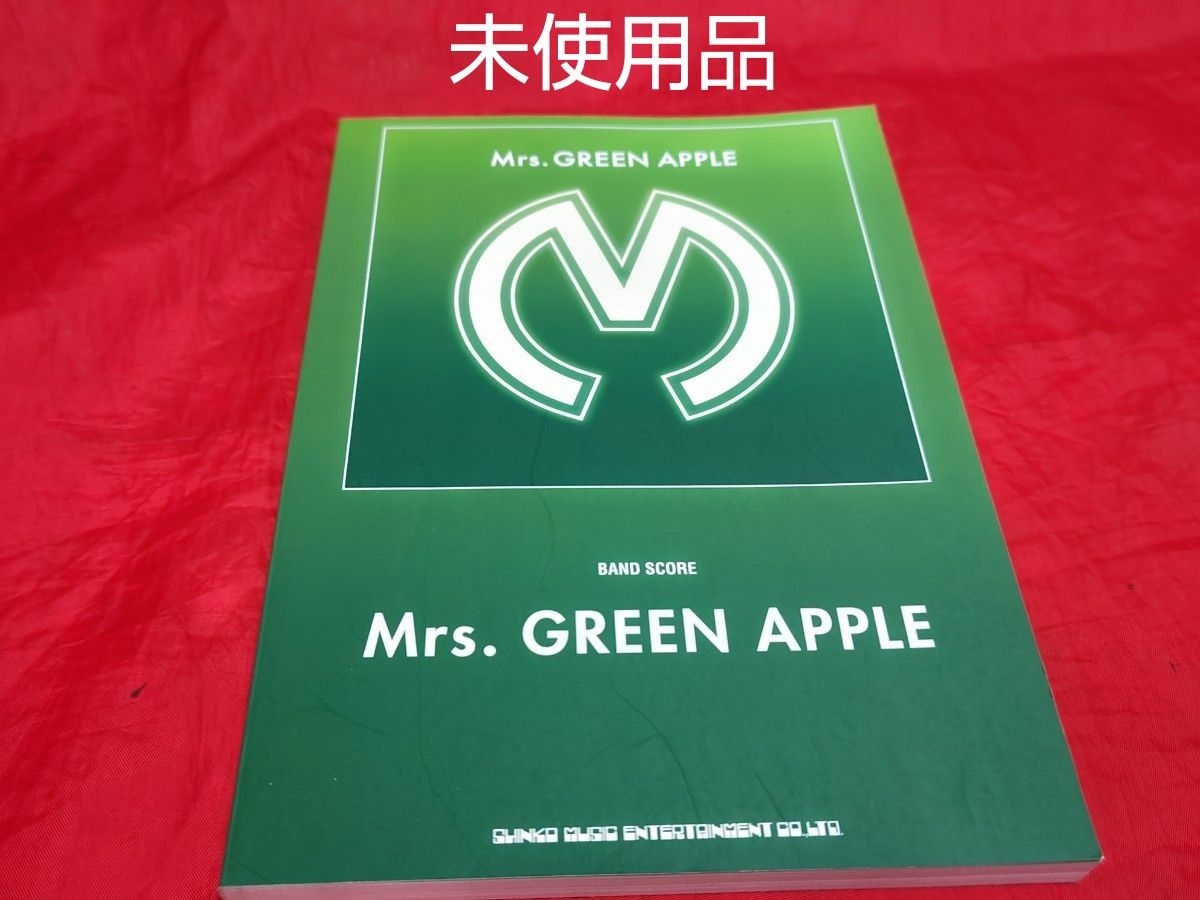 未使用品
Mrs. GREEN APPLE
BAND SCORE
Mrs. GREEN APPLE
SHINKO MUSIC ENTERTAINMENT CO.,LTD.